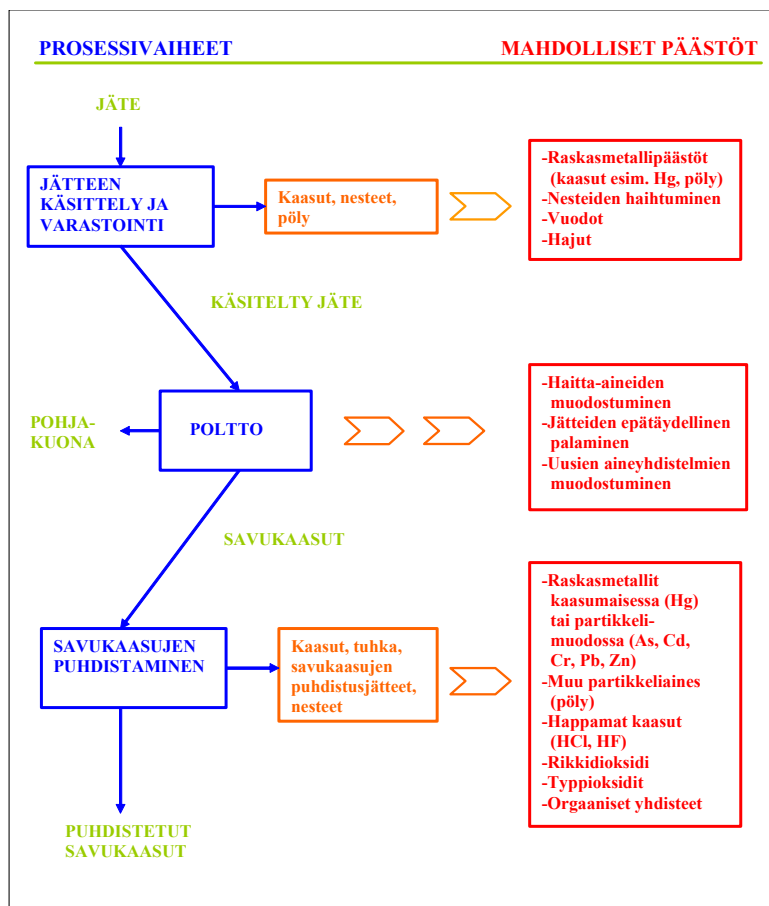 PROSESSIVAIHEET
MAHDOLLISET PÄÄSTÖT
JÄTE
JÄTTEEN
KÄSITTELY JA
VARASTOINTI
Kaasut, nesteet,
pöly
-Raskasmetallipäästöt
(kaasut esim. Hg, pöly)
-Nesteiden haihtuminen
-Vuodot
-Hajut
KÄSITELTY JÄTE
POHJA-
KUONA
POLTTO
-Haitta-aineiden
muodostuminen
-Jätteiden epätäydellinen
palaminen
-Uusien aineyhdistelmien
muodostuminen
SAVUKAASUT
SAVUKAASUJEN
PUHDISTAMINEN
Kaasut, tuhka,
savukaasujen
puhdistusjätteet,
nesteet
-Raskasmetallit
kaasumaisessa (Hg)
tai partikkeli-
muodossa (As, Cd,
Cr, Pb, Zn)
-Muu partikkeliaines
(pöly)
-Happamat kaasut
(HCl, HF)
-Rikkidioksidi
-Typpioksidit
-Orgaaniset yhdisteet
PUHDISTETUT
SAVUKAASUT